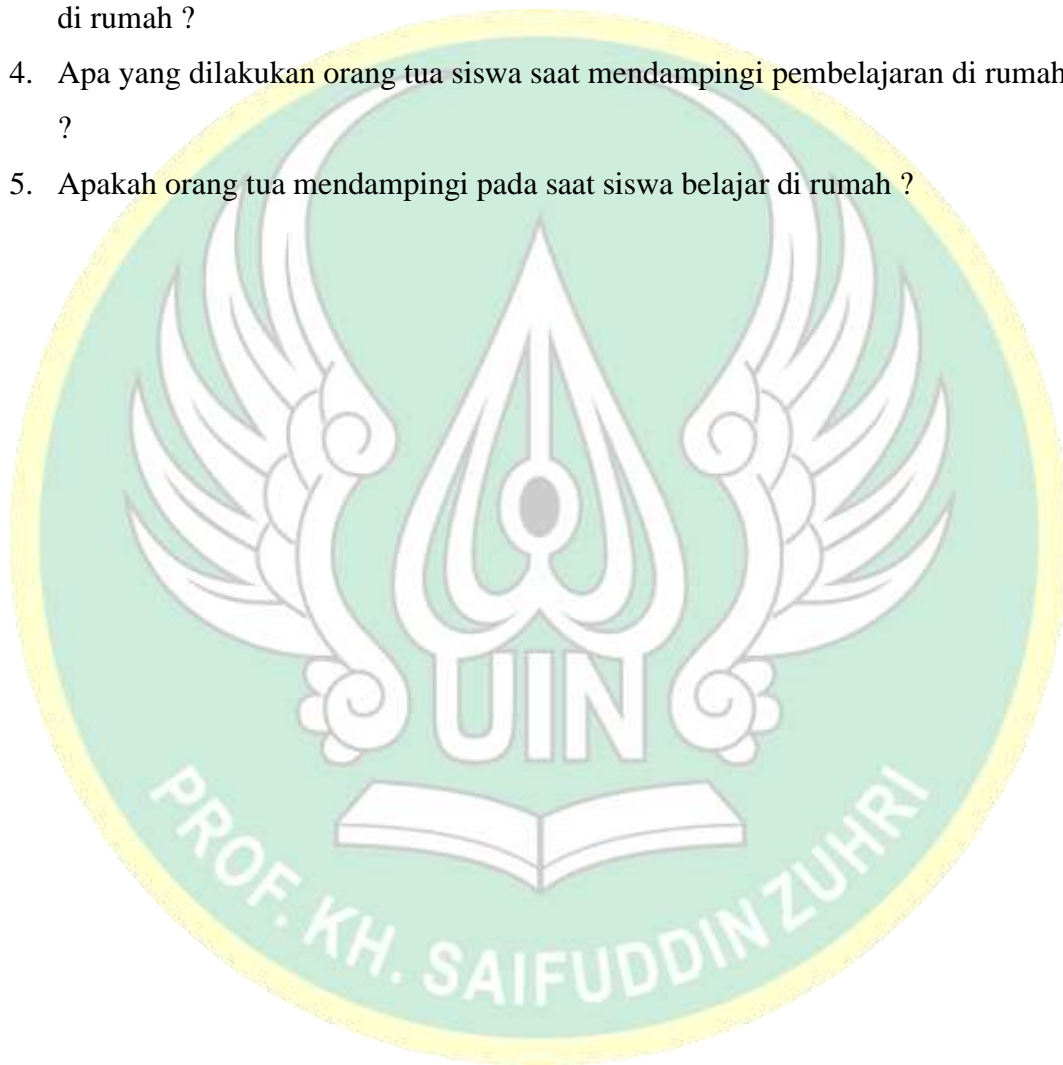 di rumah ?
4. Apa yang dilakukan orang tua siswa saat mendampingi pembelajaran di rumah
?
5. Apakah orang tua mendampingi pada saat siswa belajar di rumah ?
UIN
PROF. KH. SAIFUDDIN ZUHRI